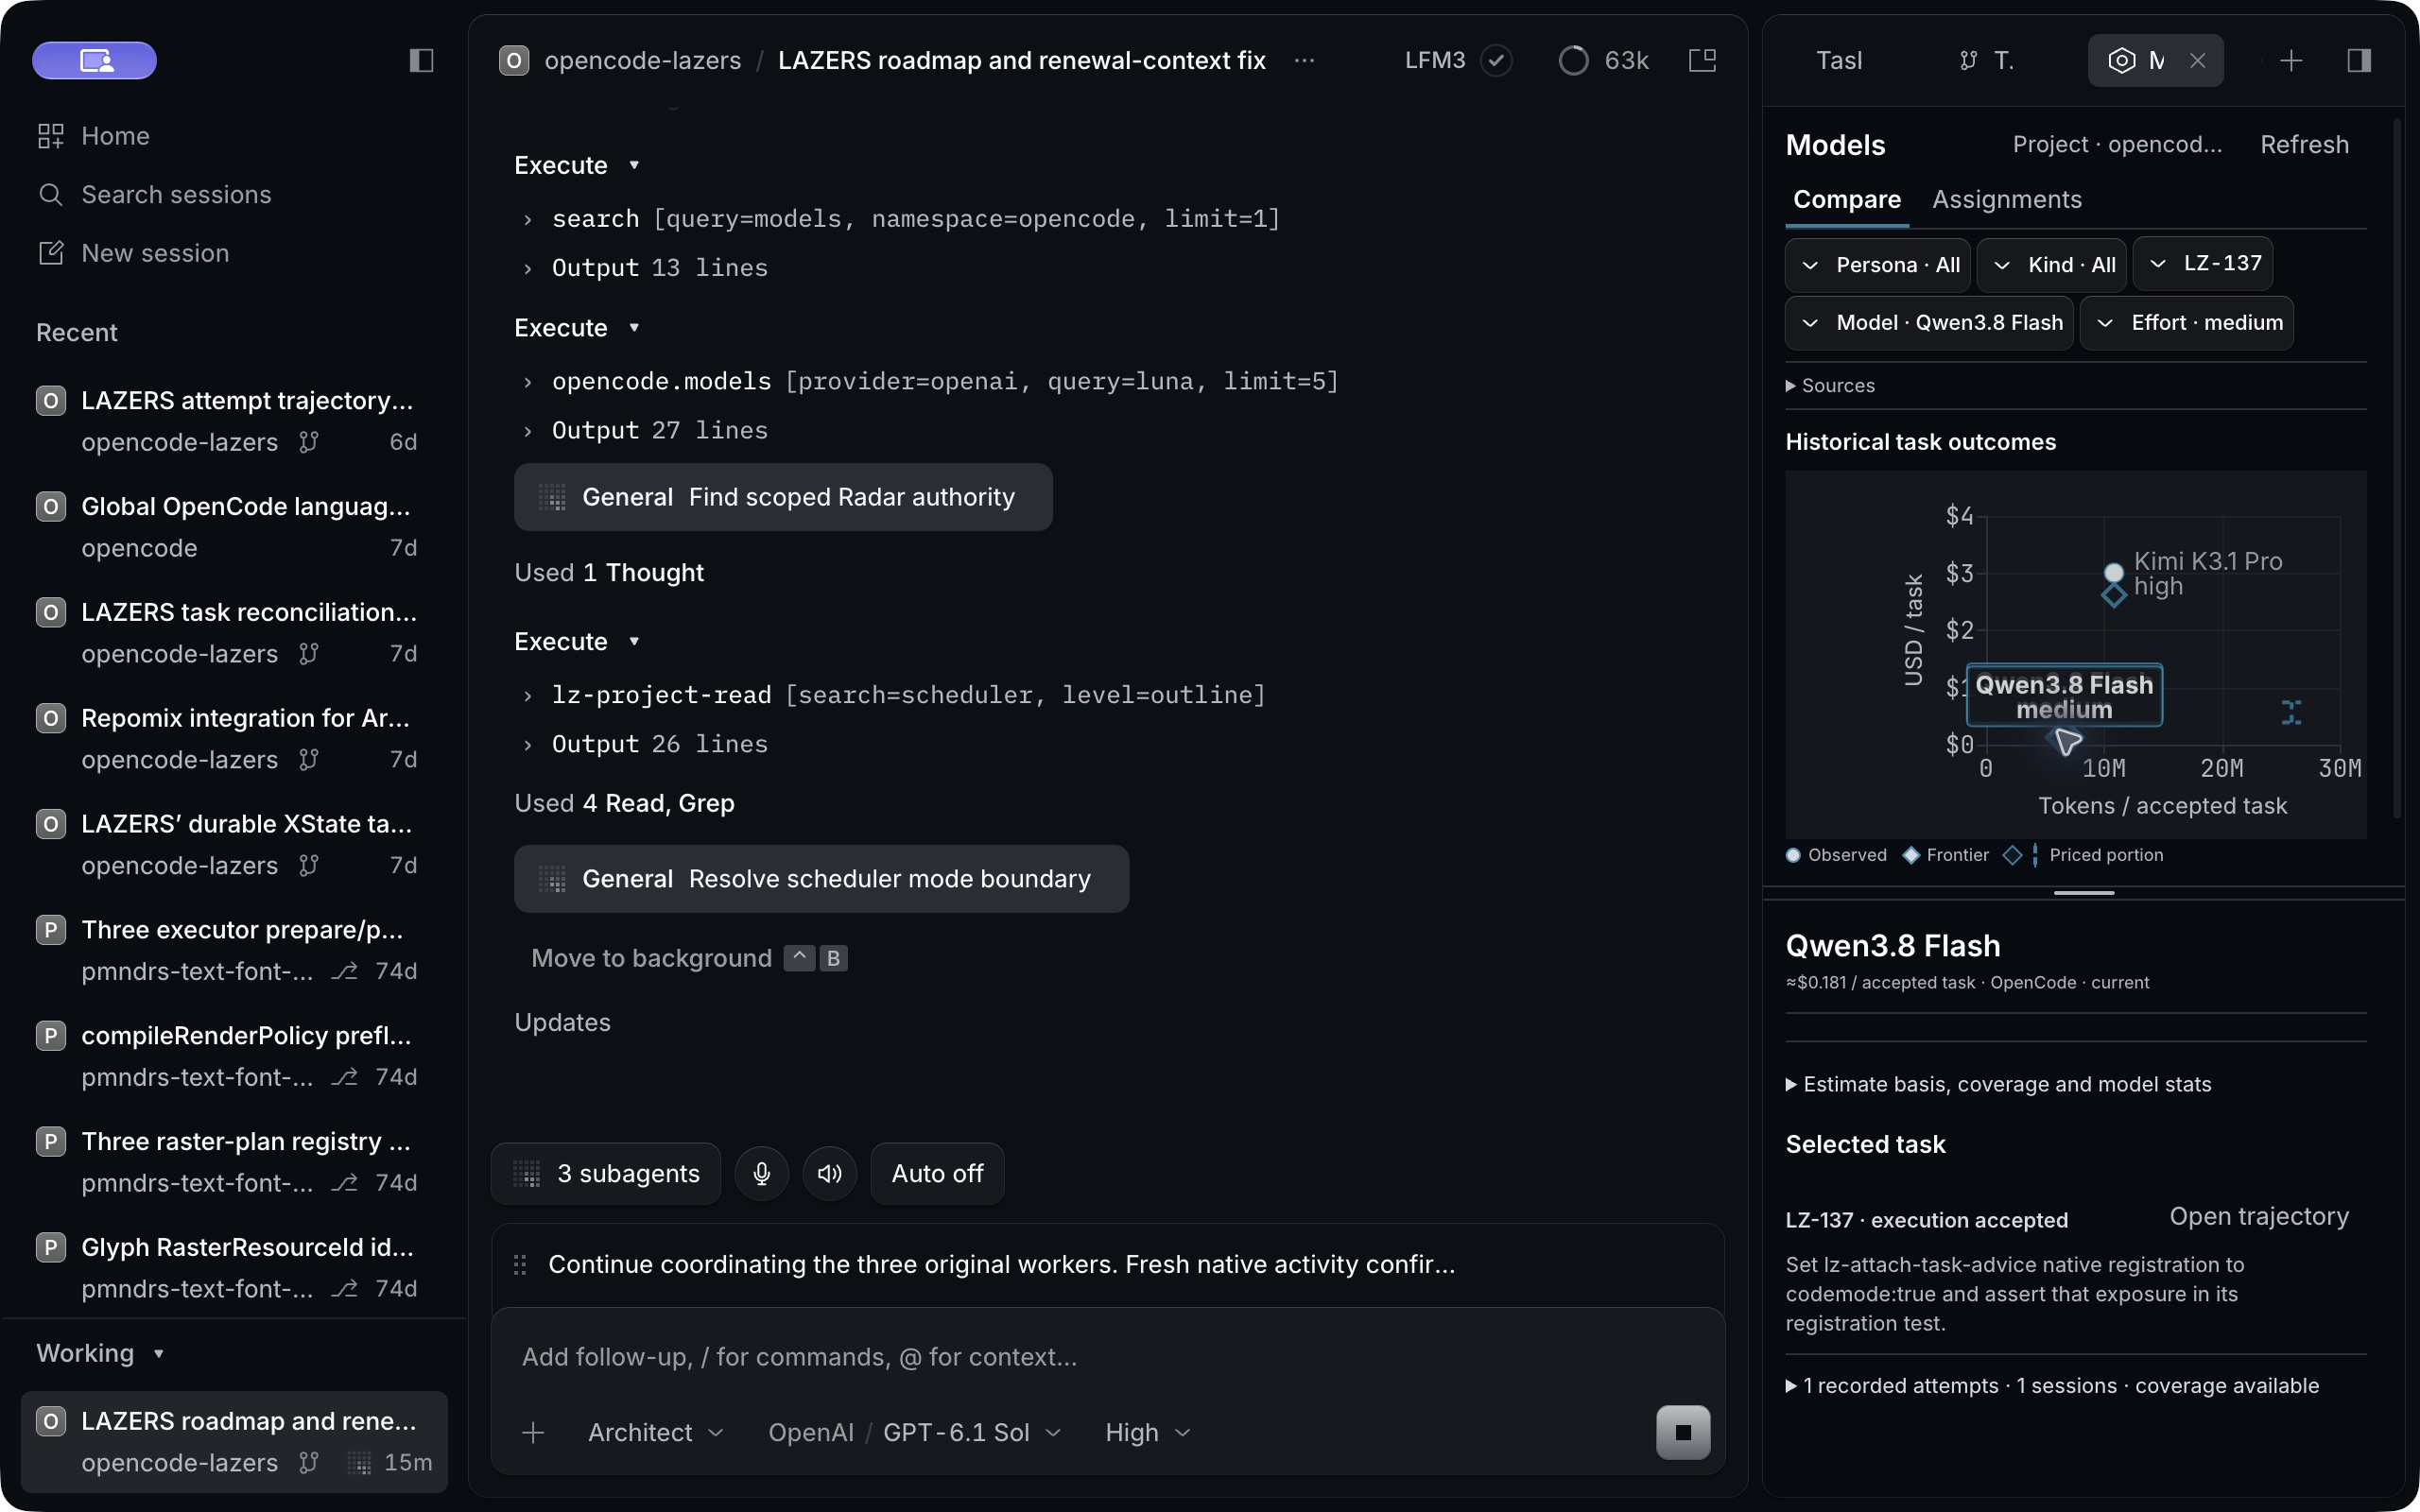 Home
Search sessions
New session
Recent
O LAZERS attempt trajectory...
opencode-lazers 6d
O Global OpenCode languag...
opencode 7d
O LAZERS task reconciliation...
opencode-lazers 7d
O Repomix integration for Ar...
opencode-lazers 7d
O LAZERS’ durable XState ta...
opencode-lazers 7d
P Three executor prepare/p...
pmndrs-text-font-... 74d
P compileRenderPolicy prefl...
pmndrs-text-font-... 74d
P Three raster-plan registry ...
pmndrs-text-font-... 74d
P Glyph RasterResourceId id...
pmndrs-text-font-... 74d
Working
O LAZERS roadmap and rene...
opencode-lazers 15m
O opencode-lazers / LAZERS roadmap and renewal-context fix ... LFM3 63k
Execute
search [query=models, namespace=opencode, limit=1]
Output 13 lines
Execute
opencode.models [provider=openai, query=luna, limit=5]
Output 27 lines
General Find scoped Radar authority
Used 1 Thought
Execute
lz-project-read [search=scheduler, level=outline]
Output 26 lines
Used 4 Read, Grep
General Resolve scheduler mode boundary
Move to background ^ B
Updates
3 subagents Auto off
Continue coordinating the three original workers. Fresh native activity confir...
Add follow-up, / for commands, @ for context...
Architect OpenAI / GPT-6.1 Sol High
Tasl T. M
Models Project · opencod... Refresh
Compare Assignments
Persona · All Kind · All LZ-137
Model · Qwen3.8 Flash Effort · medium
Sources
Historical task outcomes
USD / task
$4
$3
$2
$1
$0
Kimi K3.1 Pro
high
Qwen3.8 Flash
medium
0 10M 20M 30M
Tokens / accepted task
Observed Frontier Priced portion
Qwen3.8 Flash
≈$0.181 / accepted task · OpenCode · current
Estimate basis, coverage and model stats
Selected task
LZ-137 · execution accepted Open trajectory
Set lz-attach-task-advice native registration to
codemode:true and assert that exposure in its
registration test.
1 recorded attempts · 1 sessions · coverage available